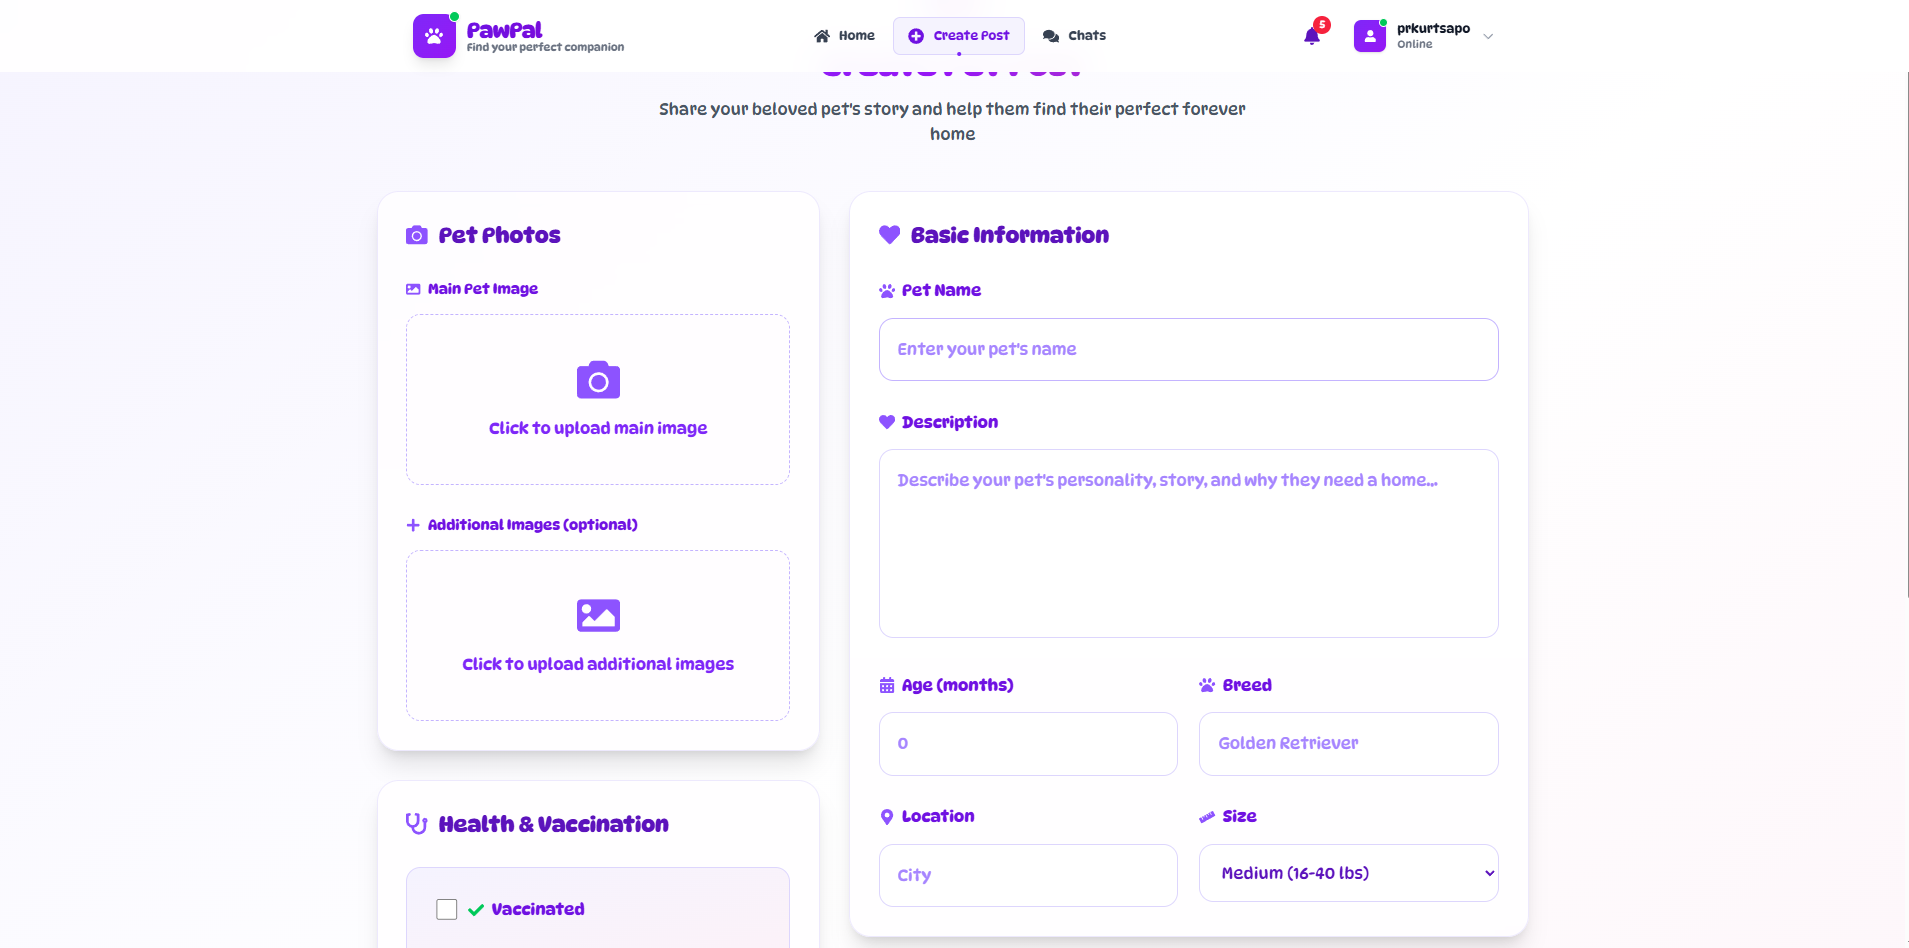 PawPal
Find your perfect companion
Home
Create Post
Chats
5
prkurtsapo
Online
Share your beloved pet's story and help them find their perfect forever
home
Pet Photos
Main Pet Image
Click to upload main image
Additional Images (optional)
Click to upload additional images
Health & Vaccination
Vaccinated
Basic Information
Pet Name
Enter your pet's name
Description
Describe your pet's personality, story, and why they need a home...
Age (months)
Breed
0
Golden Retriever
Location
Size
City
Medium (16-40 lbs)